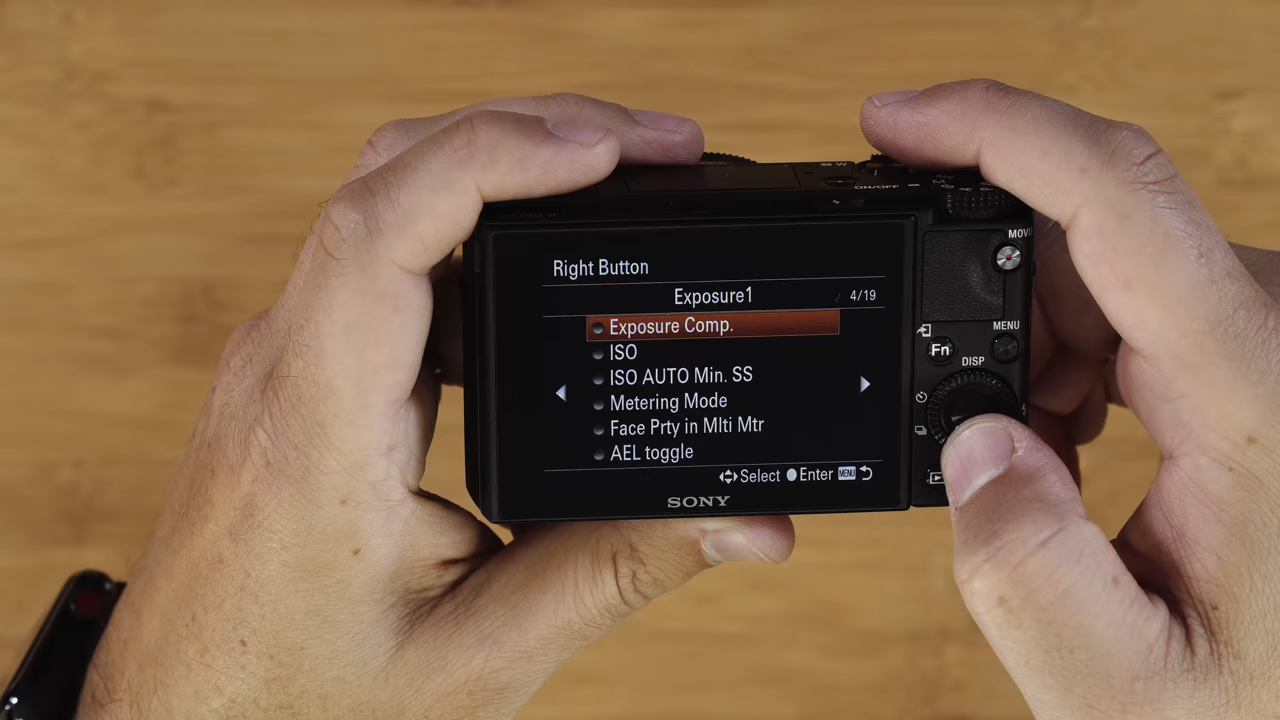 ON/OFF
MOVI
Right Button
Exposure1
4/19
Exposure Comp.
ISO
ISO AUTO Min. SS
Metering Mode
Face Prty in Mlti Mtr
AEL toggle
Select Enter MENU
SONY
MENU
Fn
DISP